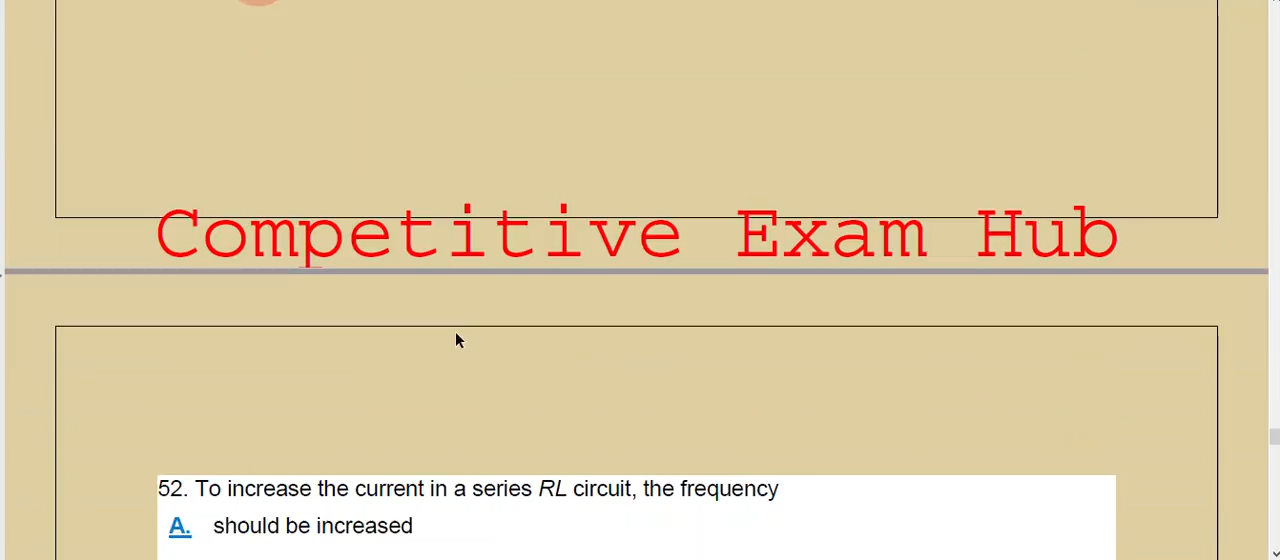 Competitive Exam Hub
52. To increase the current in a series RL circuit, the frequency
A. should be increased